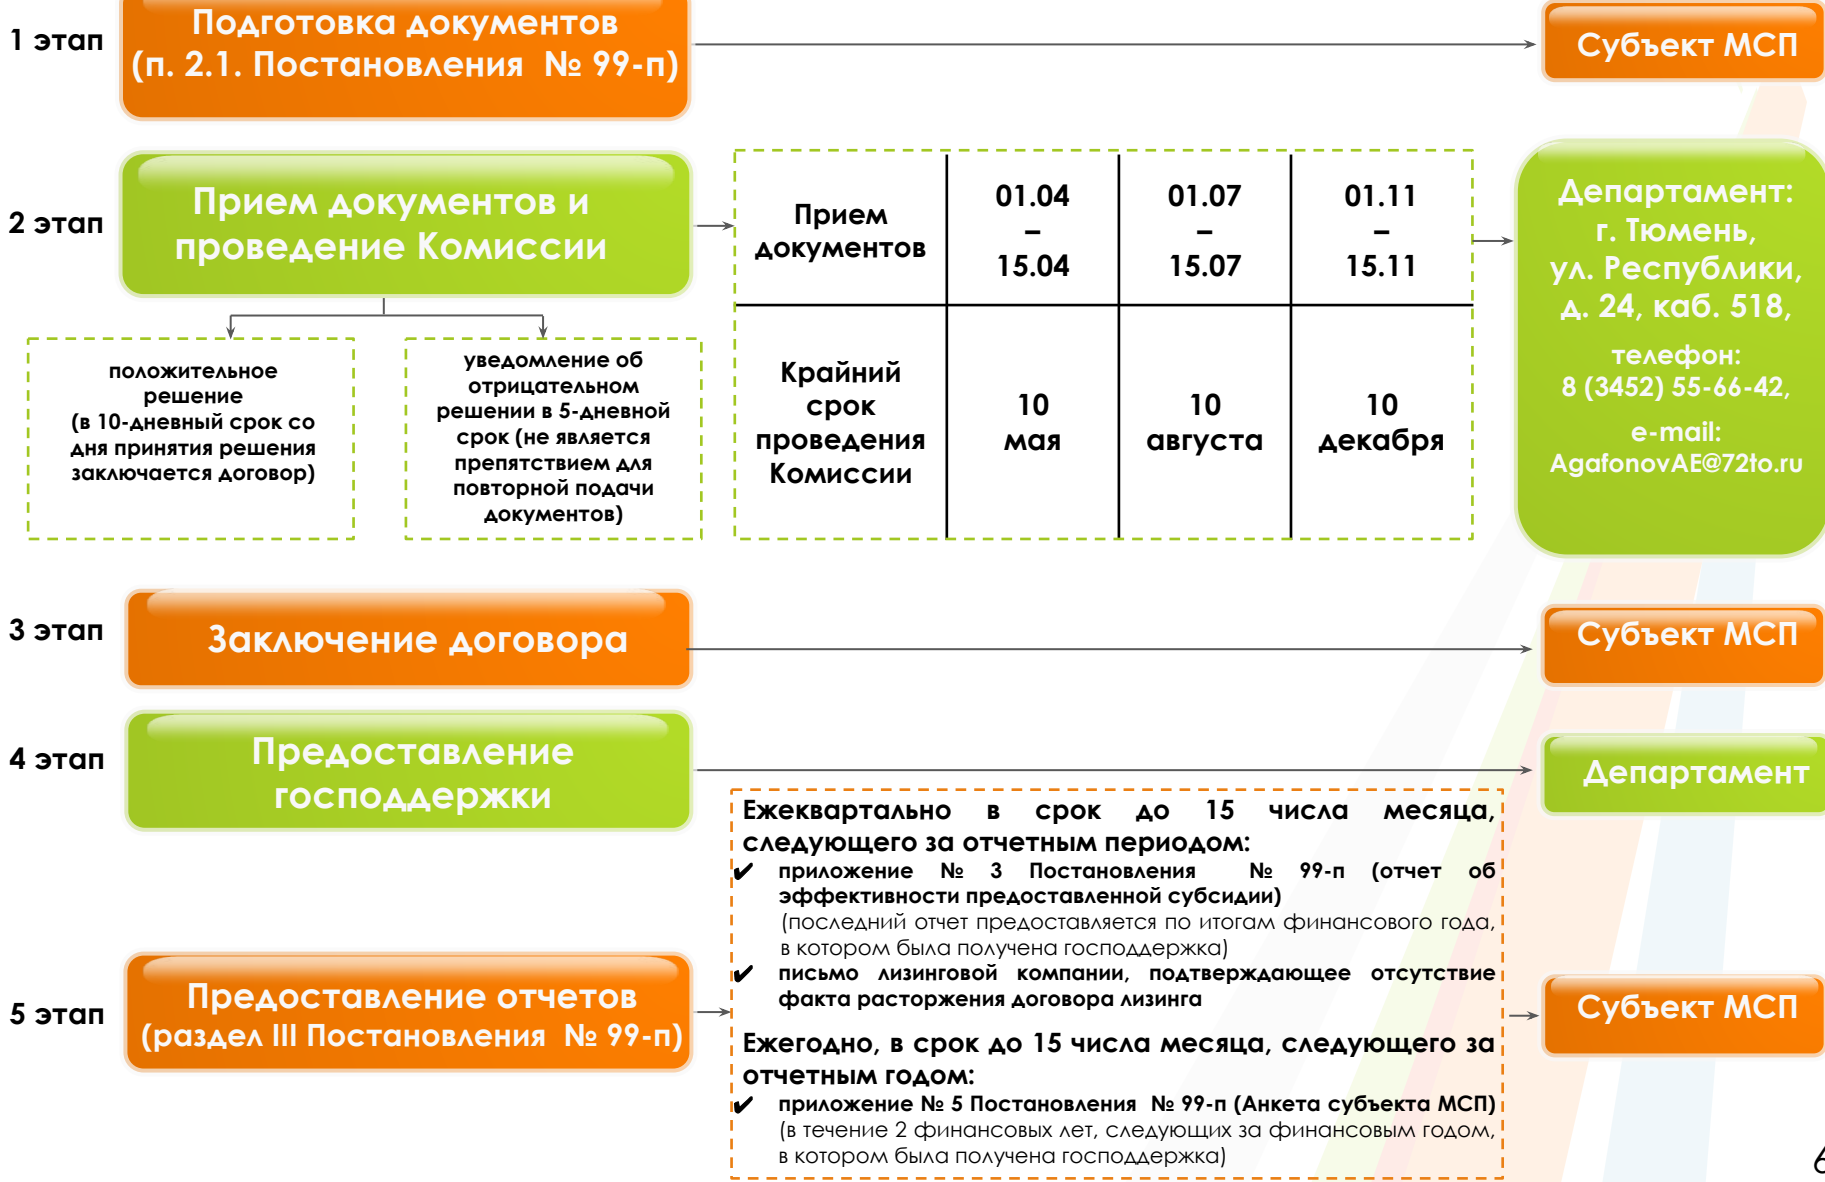 1 этап
Подготовка документов
(п. 2.1. Постановления № 99-п)
Субъект МСП
2 этап
Прием документов и
проведение Комиссии
положительное
решение
(в 10-дневный срок со
дня принятия решения
заключается договор)
уведомление об
отрицательном
решении в 5-дневной
срок (не является
препятствием для
повторной подачи
документов)
Прием
документов
01.04
–
15.04
01.07
–
15.07
01.11
–
15.11
Крайний
срок
проведения
Комиссии
10
мая
10
августа
10
декабря
Департамент:
г. Тюмень,
ул. Республики,
д. 24, каб. 518,
телефон:
8 (3452) 55-66-42,
e-mail:
AgafonovAE@72to.ru
3 этап
Заключение договора
Субъект МСП
4 этап
Предоставление
господдержки
Департамент
5 этап
Предоставление отчетов
(раздел III Постановления № 99-п)
Ежеквартально в срок до 15 числа месяца,
следующего за отчетным периодом:
✔ приложение № 3 Постановления № 99-п (отчет об
эффективности предоставленной субсидии)
(последний отчет предоставляется по итогам финансового года,
в котором была получена господдержка)
✔ письмо лизинговой компании, подтверждающее отсутствие
факта расторжения договора лизинга
Ежегодно, в срок до 15 числа месяца, следующего за
отчетным годом:
✔ приложение № 5 Постановления № 99-п (Анкета субъекта МСП)
(в течение 2 финансовых лет, следующих за финансовым годом,
в котором была получена господдержка)
Субъект МСП
6